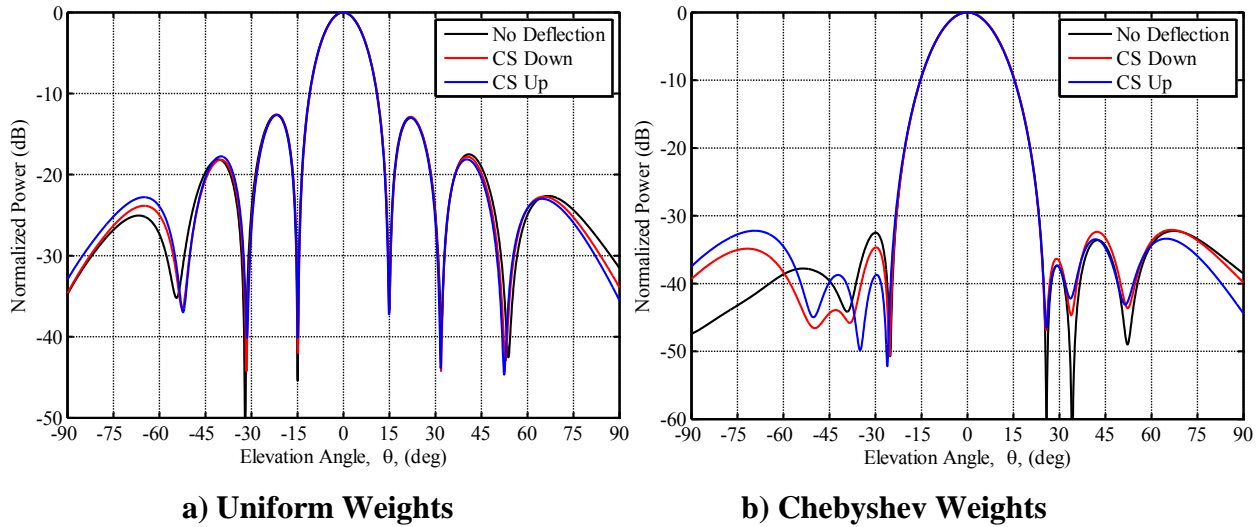 0
-10
-20
-30
-40
-50
Normalized Power (dB)
-90 -75 -60 -45 -30 -15 0 15 30 45 60 75 90
Elevation Angle, θ, (deg)
No Deflection
CS Down
CS Up
a) Uniform Weights
0
-10
-20
-30
-40
-50
-60
Normalized Power (dB)
-90 -75 -60 -45 -30 -15 0 15 30 45 60 75 90
Elevation Angle, θ, (deg)
No Deflection
CS Down
CS Up
b) Chebyshev Weights